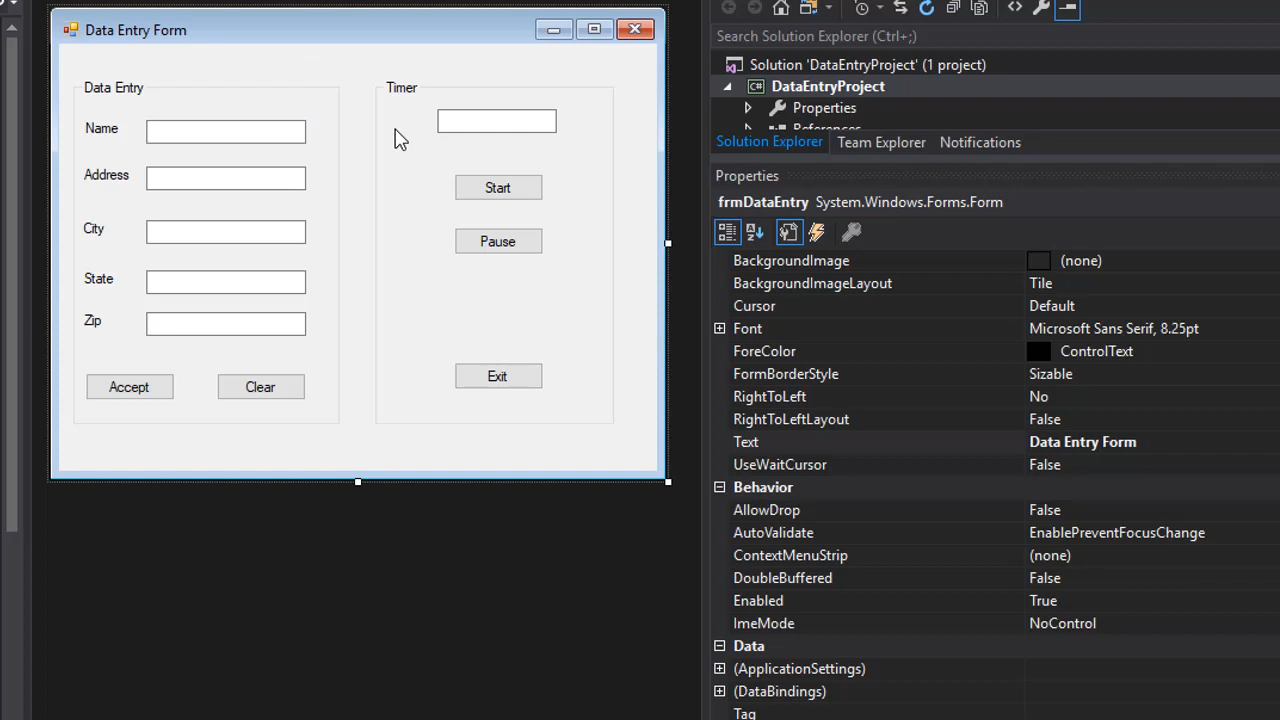 Data Entry Form
Data Entry
Name
Address
City
State
Zip
Accept
Clear
Timer
Start
Pause
Exit
Search Solution Explorer (Ctrl+;)
Solution 'DataEntryProject' (1 project)
C# DataEntryProject
Properties
References
Solution Explorer Team Explorer Notifications
Properties
frmDataEntry System.Windows.Forms.Form
BackgroundImage (none)
BackgroundImageLayout Tile
Cursor Default
Font Microsoft Sans Serif, 8.25pt
ForeColor ControlText
FormBorderStyle Sizable
RightToLeft No
RightToLeftLayout False
Text Data Entry Form
UseWaitCursor False
Behavior
AllowDrop False
AutoValidate EnablePreventFocusChange
ContextMenuStrip (none)
DoubleBuffered False
Enabled True
ImeMode NoControl
Data
(ApplicationSettings)
(DataBindings)
Tag